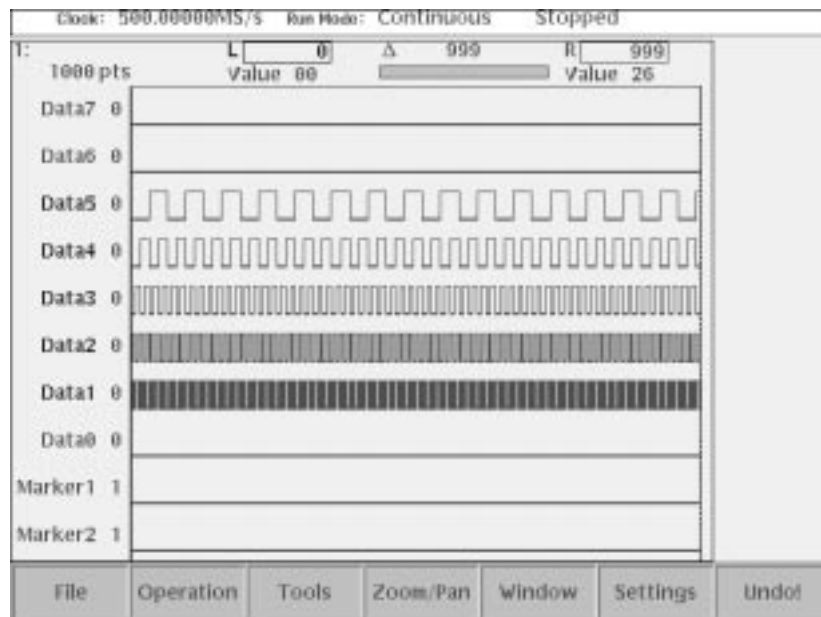 Clock: 500.00000MS/s Run Mode: Continuous Stopped
1: L 0 Δ 999 R 999
1000 pts Value 00 Value 26
Data7 0
Data6 0
Data5 0
Data4 0
Data3 0
Data2 0
Data1 0
Data0 0
Marker1 1
Marker2 1
File Operation Tools Zoom/Pan Window Settings Undo!